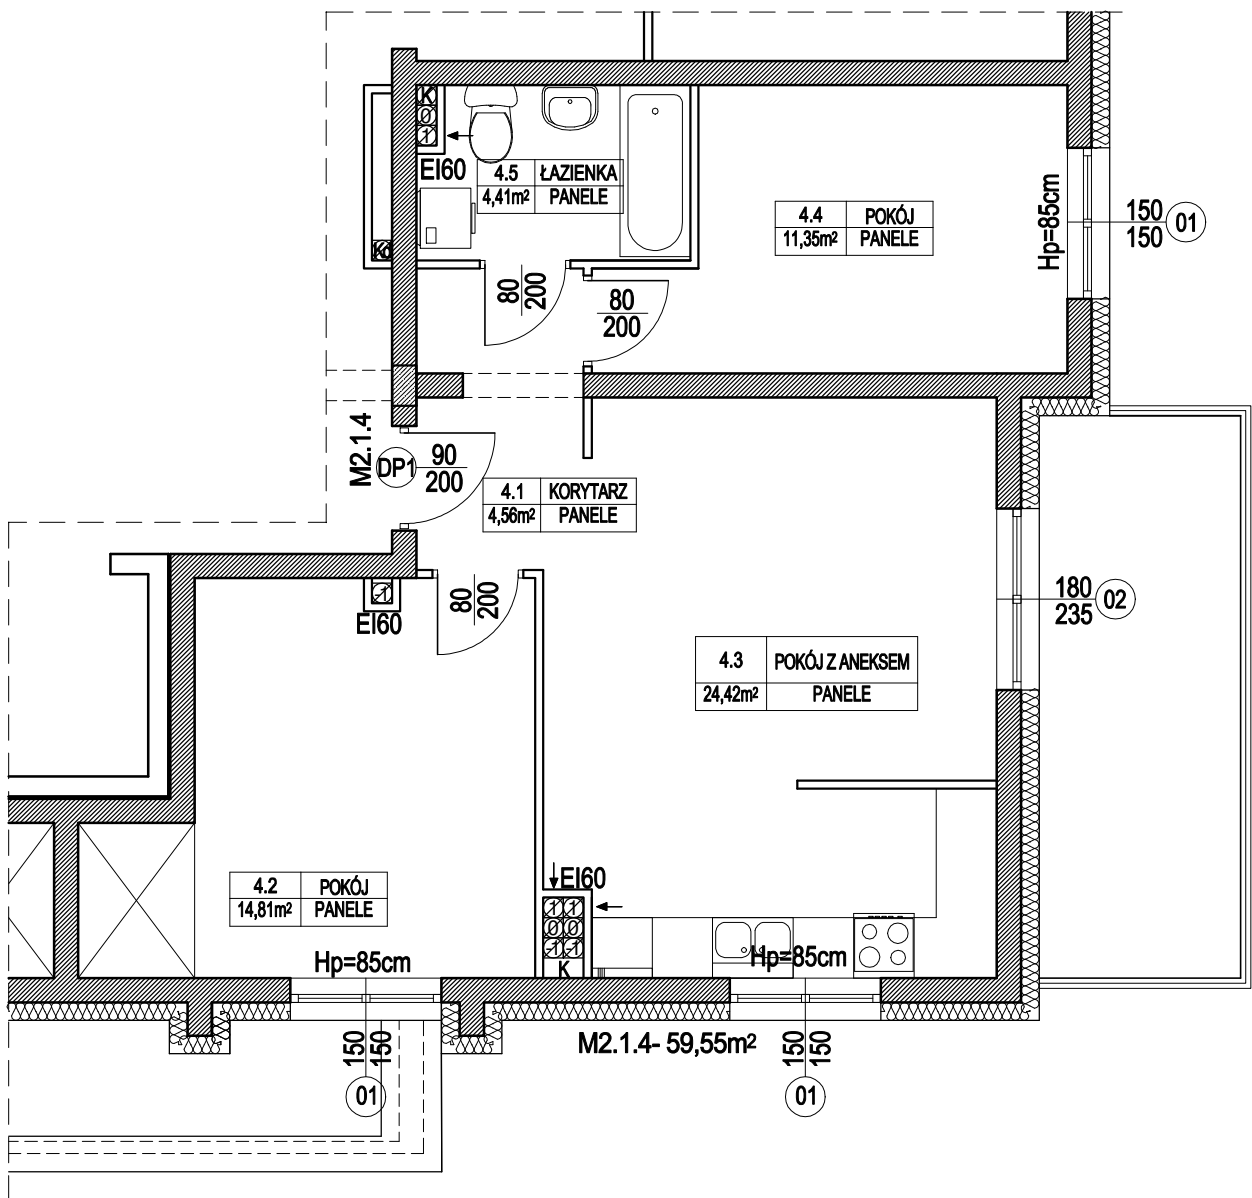 K
0
1
EI60
4.5 ŁAZIENKA
4,41m² PANELE
Kd
80
200
80
200
4.4 POKÓJ
11,35m² PANELE
Hp=85cm
150
150
01
M2.1.4
DP1
90
200
4.1 KORYTARZ
4,56m² PANELE
-1
EI60
80
200
180
235
02
4.3 POKÓJ Z ANEKSEM
24,42m² PANELE
4.2 POKÓJ
14,81m² PANELE
EI60
1 1
0 0
-1 -1
K
Hp=85cm
Hp=85cm
150
150
01
M2.1.4- 59,55m²
150
150
01